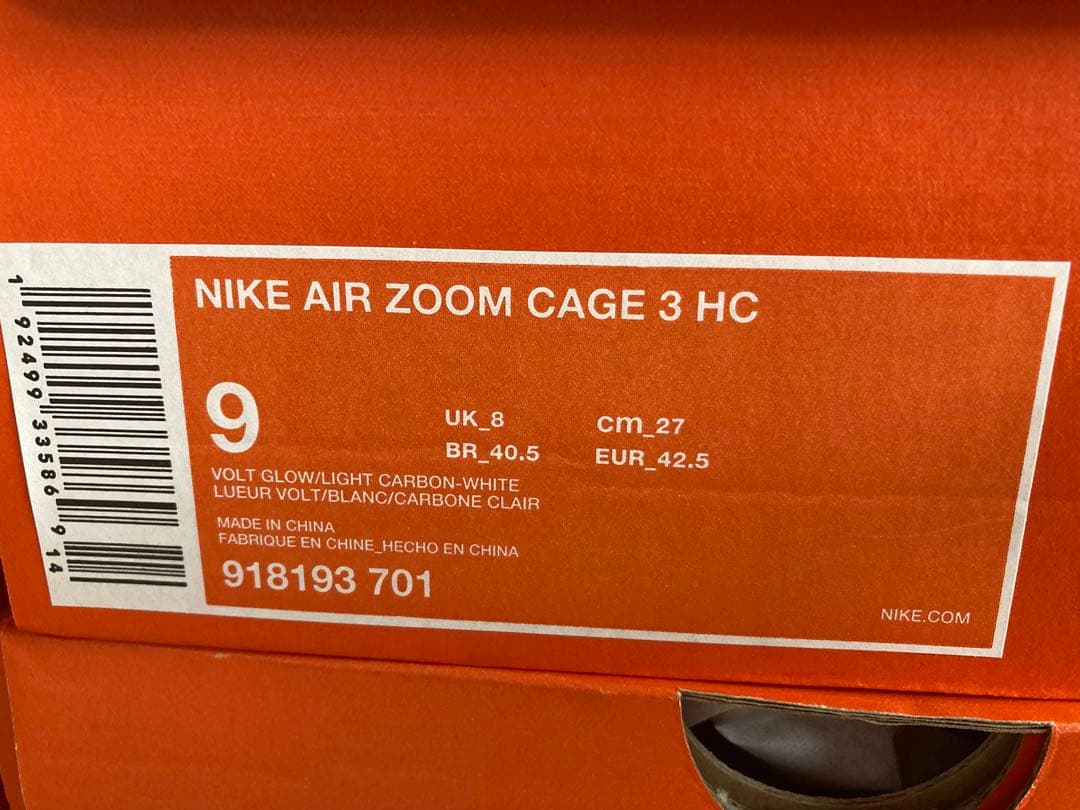 NIKE AIR ZOOM CAGE 3 HC
9
UK_8 cm_27
BR_40.5 EUR_42.5
VOLT GLOW/LIGHT CARBON-WHITE
LUEUR VOLT/BLANC/CARBONE CLAIR
MADE IN CHINA
FABRIQUE EN CHINE_HECHO EN CHINA
918193 701
NIKE.COM
1 92499 33586 9 14